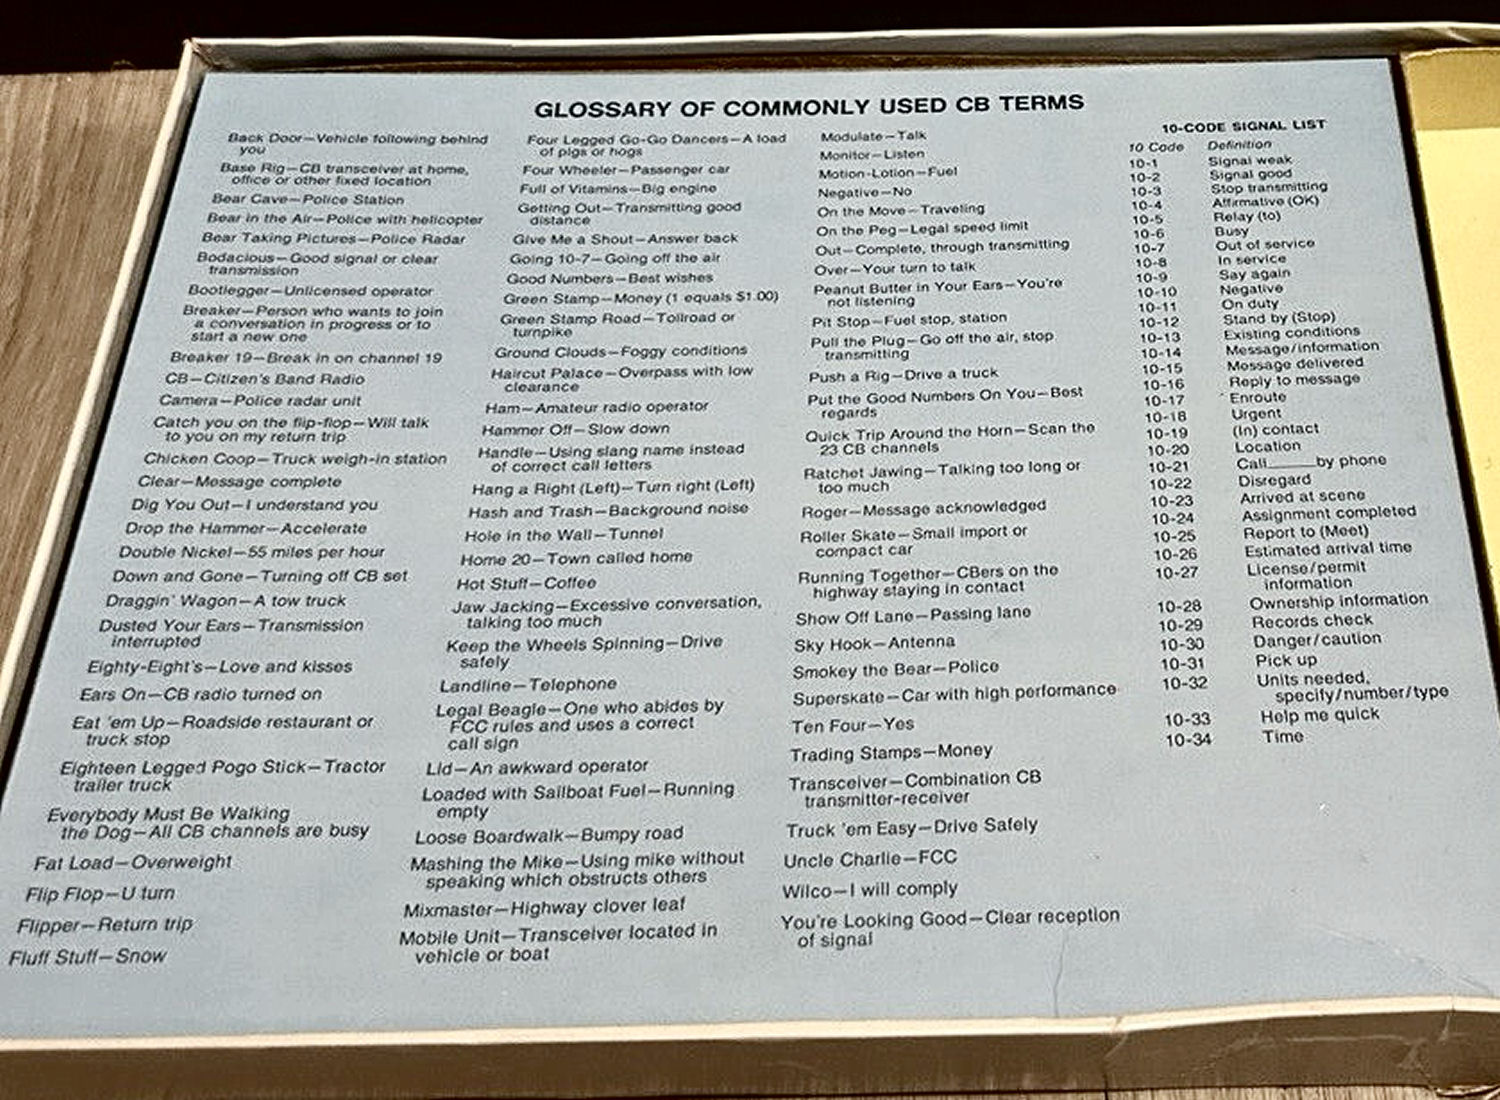 GLOSSARY OF COMMONLY USED CB TERMS
Back Door—Vehicle following behind
you
Base Rig—CB transceiver at home,
office or other fixed location
Bear Cave—Police Station
Bear in the Air—Police with helicopter
Bear Taking Pictures—Police Radar
Bodacious—Good signal or clear
transmission
Bootlegger—Unlicensed operator
Breaker—Person who wants to join
a conversation in progress or to
start a new one
Breaker 19—Break in on channel 19
CB—Citizen's Band Radio
Camera—Police radar unit
Catch you on the flip-flop—Will talk
to you on my return trip
Chicken Coop—Truck weigh-in station
Clear—Message complete
Dig You Out—I understand you
Drop the Hammer—Accelerate
Double Nickel—55 miles per hour
Down and Gone—Turning off CB set
Draggin' Wagon—A tow truck
Dusted Your Ears—Transmission
interrupted
Eighty-Eight's—Love and kisses
Ears On—CB radio turned on
Eat 'em Up—Roadside restaurant or
truck stop
Eighteen Legged Pogo Stick—Tractor
trailer truck
Everybody Must Be Walking
the Dog—All CB channels are busy
Fat Load—Overweight
Flip Flop—U turn
Flipper—Return trip
Fluff Stuff—Snow
Four Legged Go-Go Dancers—A load
of pigs or hogs
Four Wheeler—Passenger car
Full of Vitamins—Big engine
Getting Out—Transmitting good
distance
Give Me a Shout—Answer back
Going 10-7—Going off the air
Good Numbers—Best wishes
Green Stamp—Money (1 equals $1.00)
Green Stamp Road—Tollroad or
turnpike
Ground Clouds—Foggy conditions
Haircut Palace—Overpass with low
clearance
Ham—Amateur radio operator
Hammer Off—Slow down
Handle—Using slang name instead
of correct call letters
Hang a Right (Left)—Turn right (Left)
Hash and Trash—Background noise
Hole in the Wall—Tunnel
Home 20—Town called home
Hot Stuff—Coffee
Jaw Jacking—Excessive conversation,
talking too much
Keep the Wheels Spinning—Drive
safely
Landline—Telephone
Legal Beagle—One who abides by
FCC rules and uses a correct
call sign
Lid—An awkward operator
Loaded with Sailboat Fuel—Running
empty
Loose Boardwalk—Bumpy road
Mashing the Mike—Using mike without
speaking which obstructs others
Mixmaster—Highway clover leaf
Mobile Unit—Transceiver located in
vehicle or boat
Modulate—Talk
Monitor—Listen
Motion-Lotion—Fuel
Negative—No
On the Move—Traveling
On the Peg—Legal speed limit
Out—Complete, through transmitting
Over—Your turn to talk
Peanut Butter in Your Ears—You're
not listening
Pit Stop—Fuel stop, station
Pull the Plug—Go off the air, stop
transmitting
Push a Rig—Drive a truck
Put the Good Numbers On You—Best
regards
Quick Trip Around the Horn—Scan the
23 CB channels
Ratchet Jawing—Talking too long or
too much
Roger—Message acknowledged
Roller Skate—Small import or
compact car
Running Together—CBers on the
highway staying in contact
Show Off Lane—Passing lane
Sky Hook—Antenna
Smokey the Bear—Police
Superskate—Car with high performance
Ten Four—Yes
Trading Stamps—Money
Transceiver—Combination CB
transmitter-receiver
Truck 'em Easy—Drive Safely
Uncle Charlie—FCC
Wilco—I will comply
You're Looking Good—Clear reception
of signal
10-CODE SIGNAL LIST
10 Code Definition
10-1 Signal weak
10-2 Signal good
10-3 Stop transmitting
10-4 Affirmative (OK)
10-5 Relay (to)
10-6 Busy
10-7 Out of service
10-8 In service
10-9 Say again
10-10 Negative
10-11 On duty
10-12 Stand by (Stop)
10-13 Existing conditions
10-14 Message/information
10-15 Message delivered
10-16 Reply to message
10-17 Enroute
10-18 Urgent
10-19 (In) contact
10-20 Location
10-21 Call______by phone
10-22 Disregard
10-23 Arrived at scene
10-24 Assignment completed
10-25 Report to (Meet)
10-26 Estimated arrival time
10-27 License/permit
information
10-28 Ownership information
10-29 Records check
10-30 Danger/caution
10-31 Pick up
10-32 Units needed,
specify/number/type
10-33 Help me quick
10-34 Time